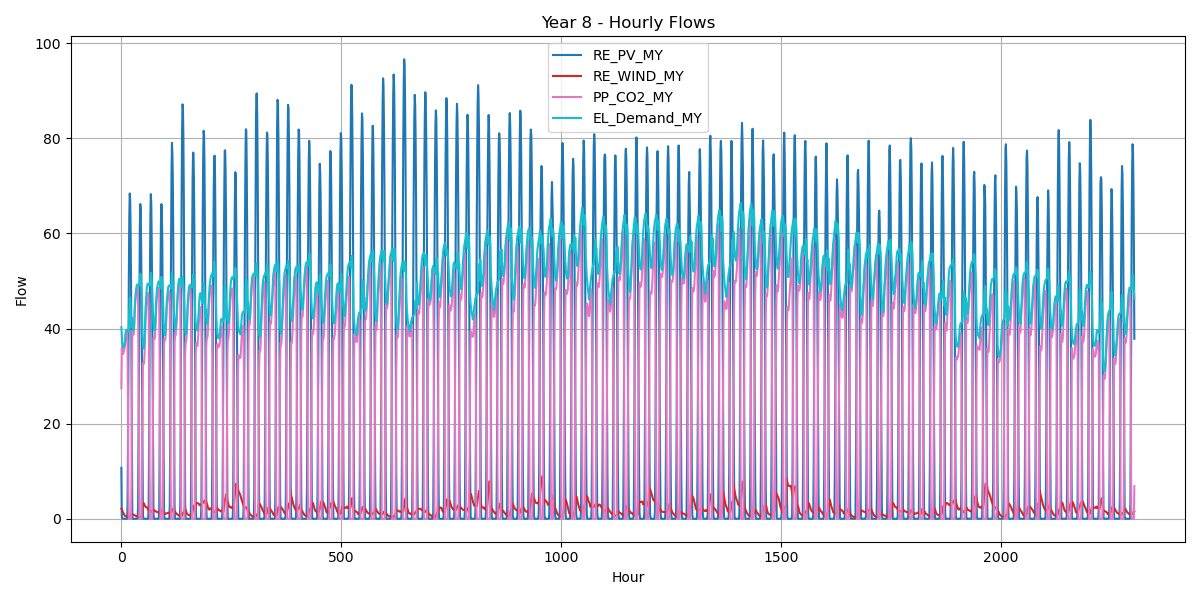 Year 8 - Hourly Flows
RE_PV_MY
RE_WIND_MY
PP_CO2_MY
EL_Demand_MY
100
80
60
40
20
0
Flow
0 500 1000 1500 2000
Hour